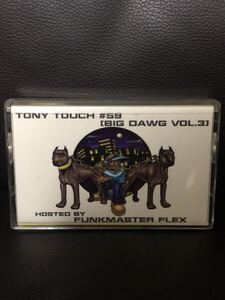 TONY TOUCH #59
[BIG DAWG VOL.3]
HOSTED BY
FUNKMASTER FLEX